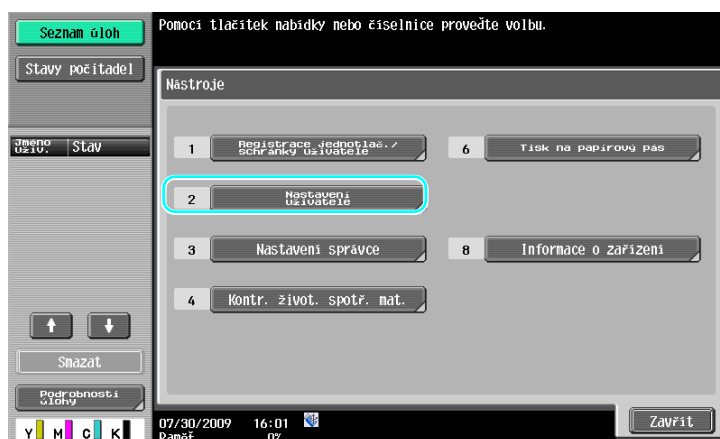 Seznam úloh
Pomocí tlačítek nabídky nebo číselnice proveďte volbu.
Stavy počitadel
Nástroje
Jméno uživ.
Stav
1 Registrace jednotlač./
schránky uživatele
6 Tisk na papírový pás
2 Nastavení
uživatele
3 Nastavení správce
8 Informace o zařízení
4 Kontr. život. spotř. mat.
Smazat
Podrobnosti
úlohy
Zavřít
07/30/2009 16:01
Y M C K
Paměť 0%